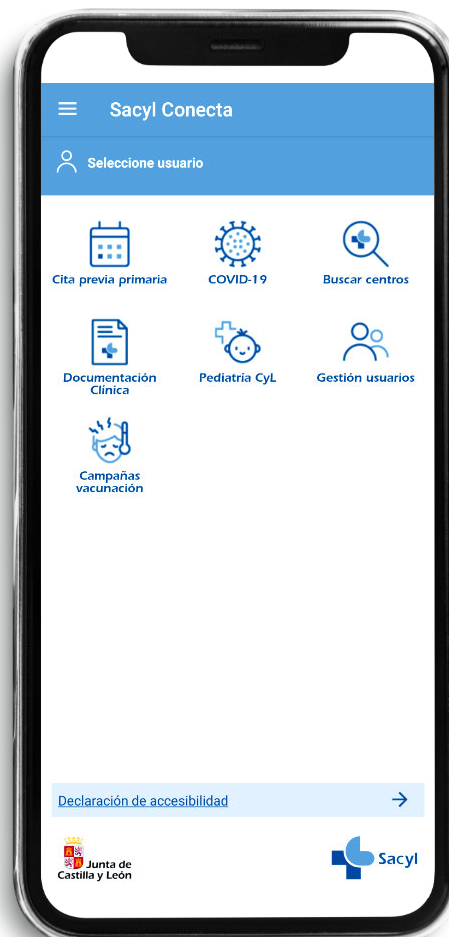 Sacyl Conecta
Seleccione usuario
Cita previa primaria
COVID-19
Buscar centros
Documentación
Clínica
Pediatría CyL
Gestión usuarios
Campañas
vacunación
Declaración de accesibilidad
Junta de
Castilla y León
Sacyl